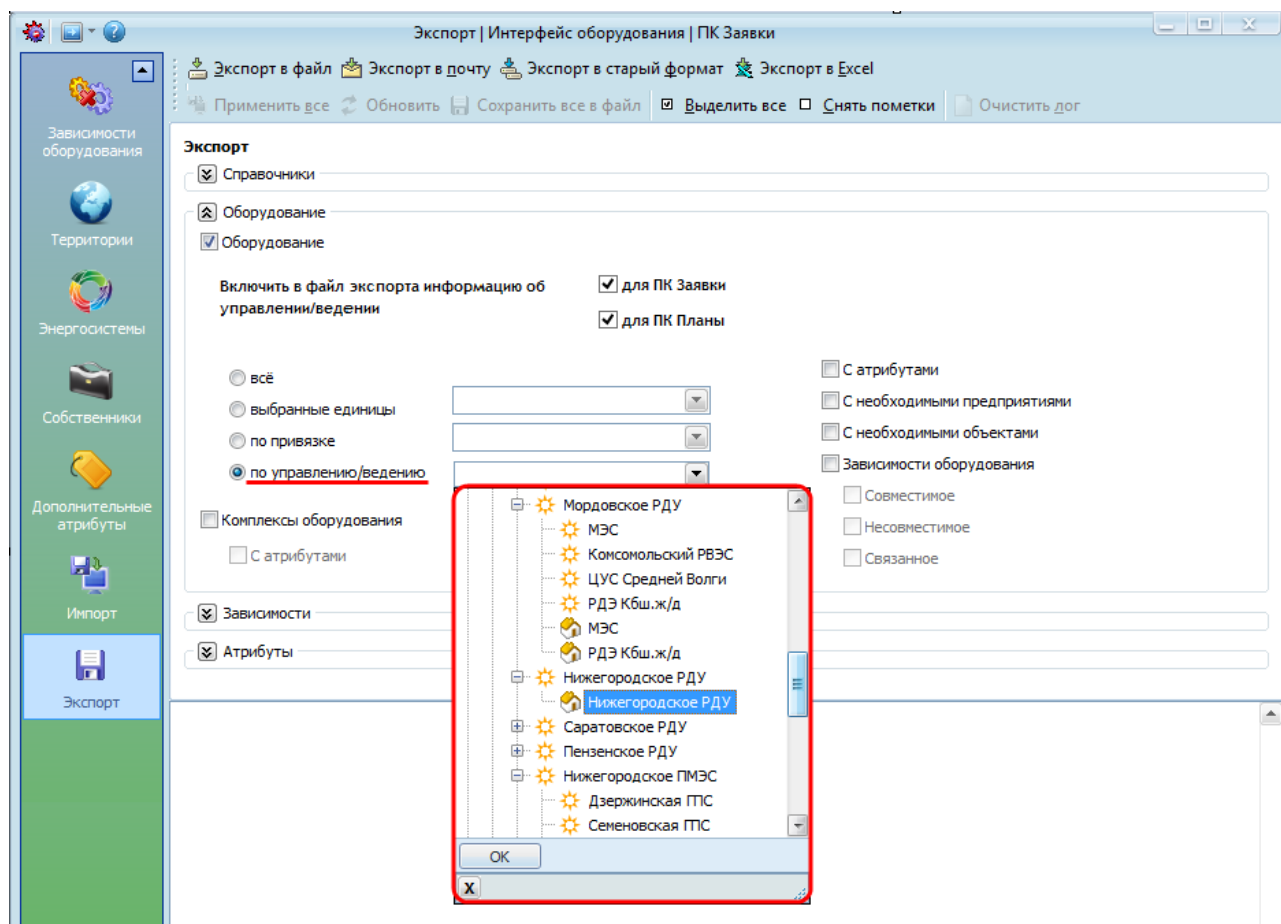 Экспорт | Интерфейс оборудования | ПК Заявки
Экспорт в файл Экспорт в почту Экспорт в старый формат Экспорт в Excel
Применить все Обновить Сохранить все в файл Выделить все Снять пометки Очистить лог
Зависимости
оборудования
Территории
Энергосистемы
Собственники
Дополнительные
атрибуты
Импорт
Экспорт
Экспорт
Справочники
Оборудование
Оборудование
Включить в файл экспорта информацию об
управлении/ведении
для ПК Заявки
для ПК Планы
всё
выбранные единицы
по привязке
по управлению/ведению
Комплексы оборудования
С атрибутами
С атрибутами
С необходимыми предприятиями
С необходимыми объектами
Зависимости оборудования
Совместимое
Несовместимое
Связанное
Мордовское РДУ
МЭС
Комсомольский РВЭС
ЦУС Средней Волги
РДЭ Кбш.ж/д
МЭС
РДЭ Кбш.ж/д
Нижегородское РДУ
Нижегородское РДУ
Саратовское РДУ
Пензенское РДУ
Нижегородское ПМЭС
Дзержинская ГПС
Семеновская ГПС
ОК
X
Зависимости
Атрибуты